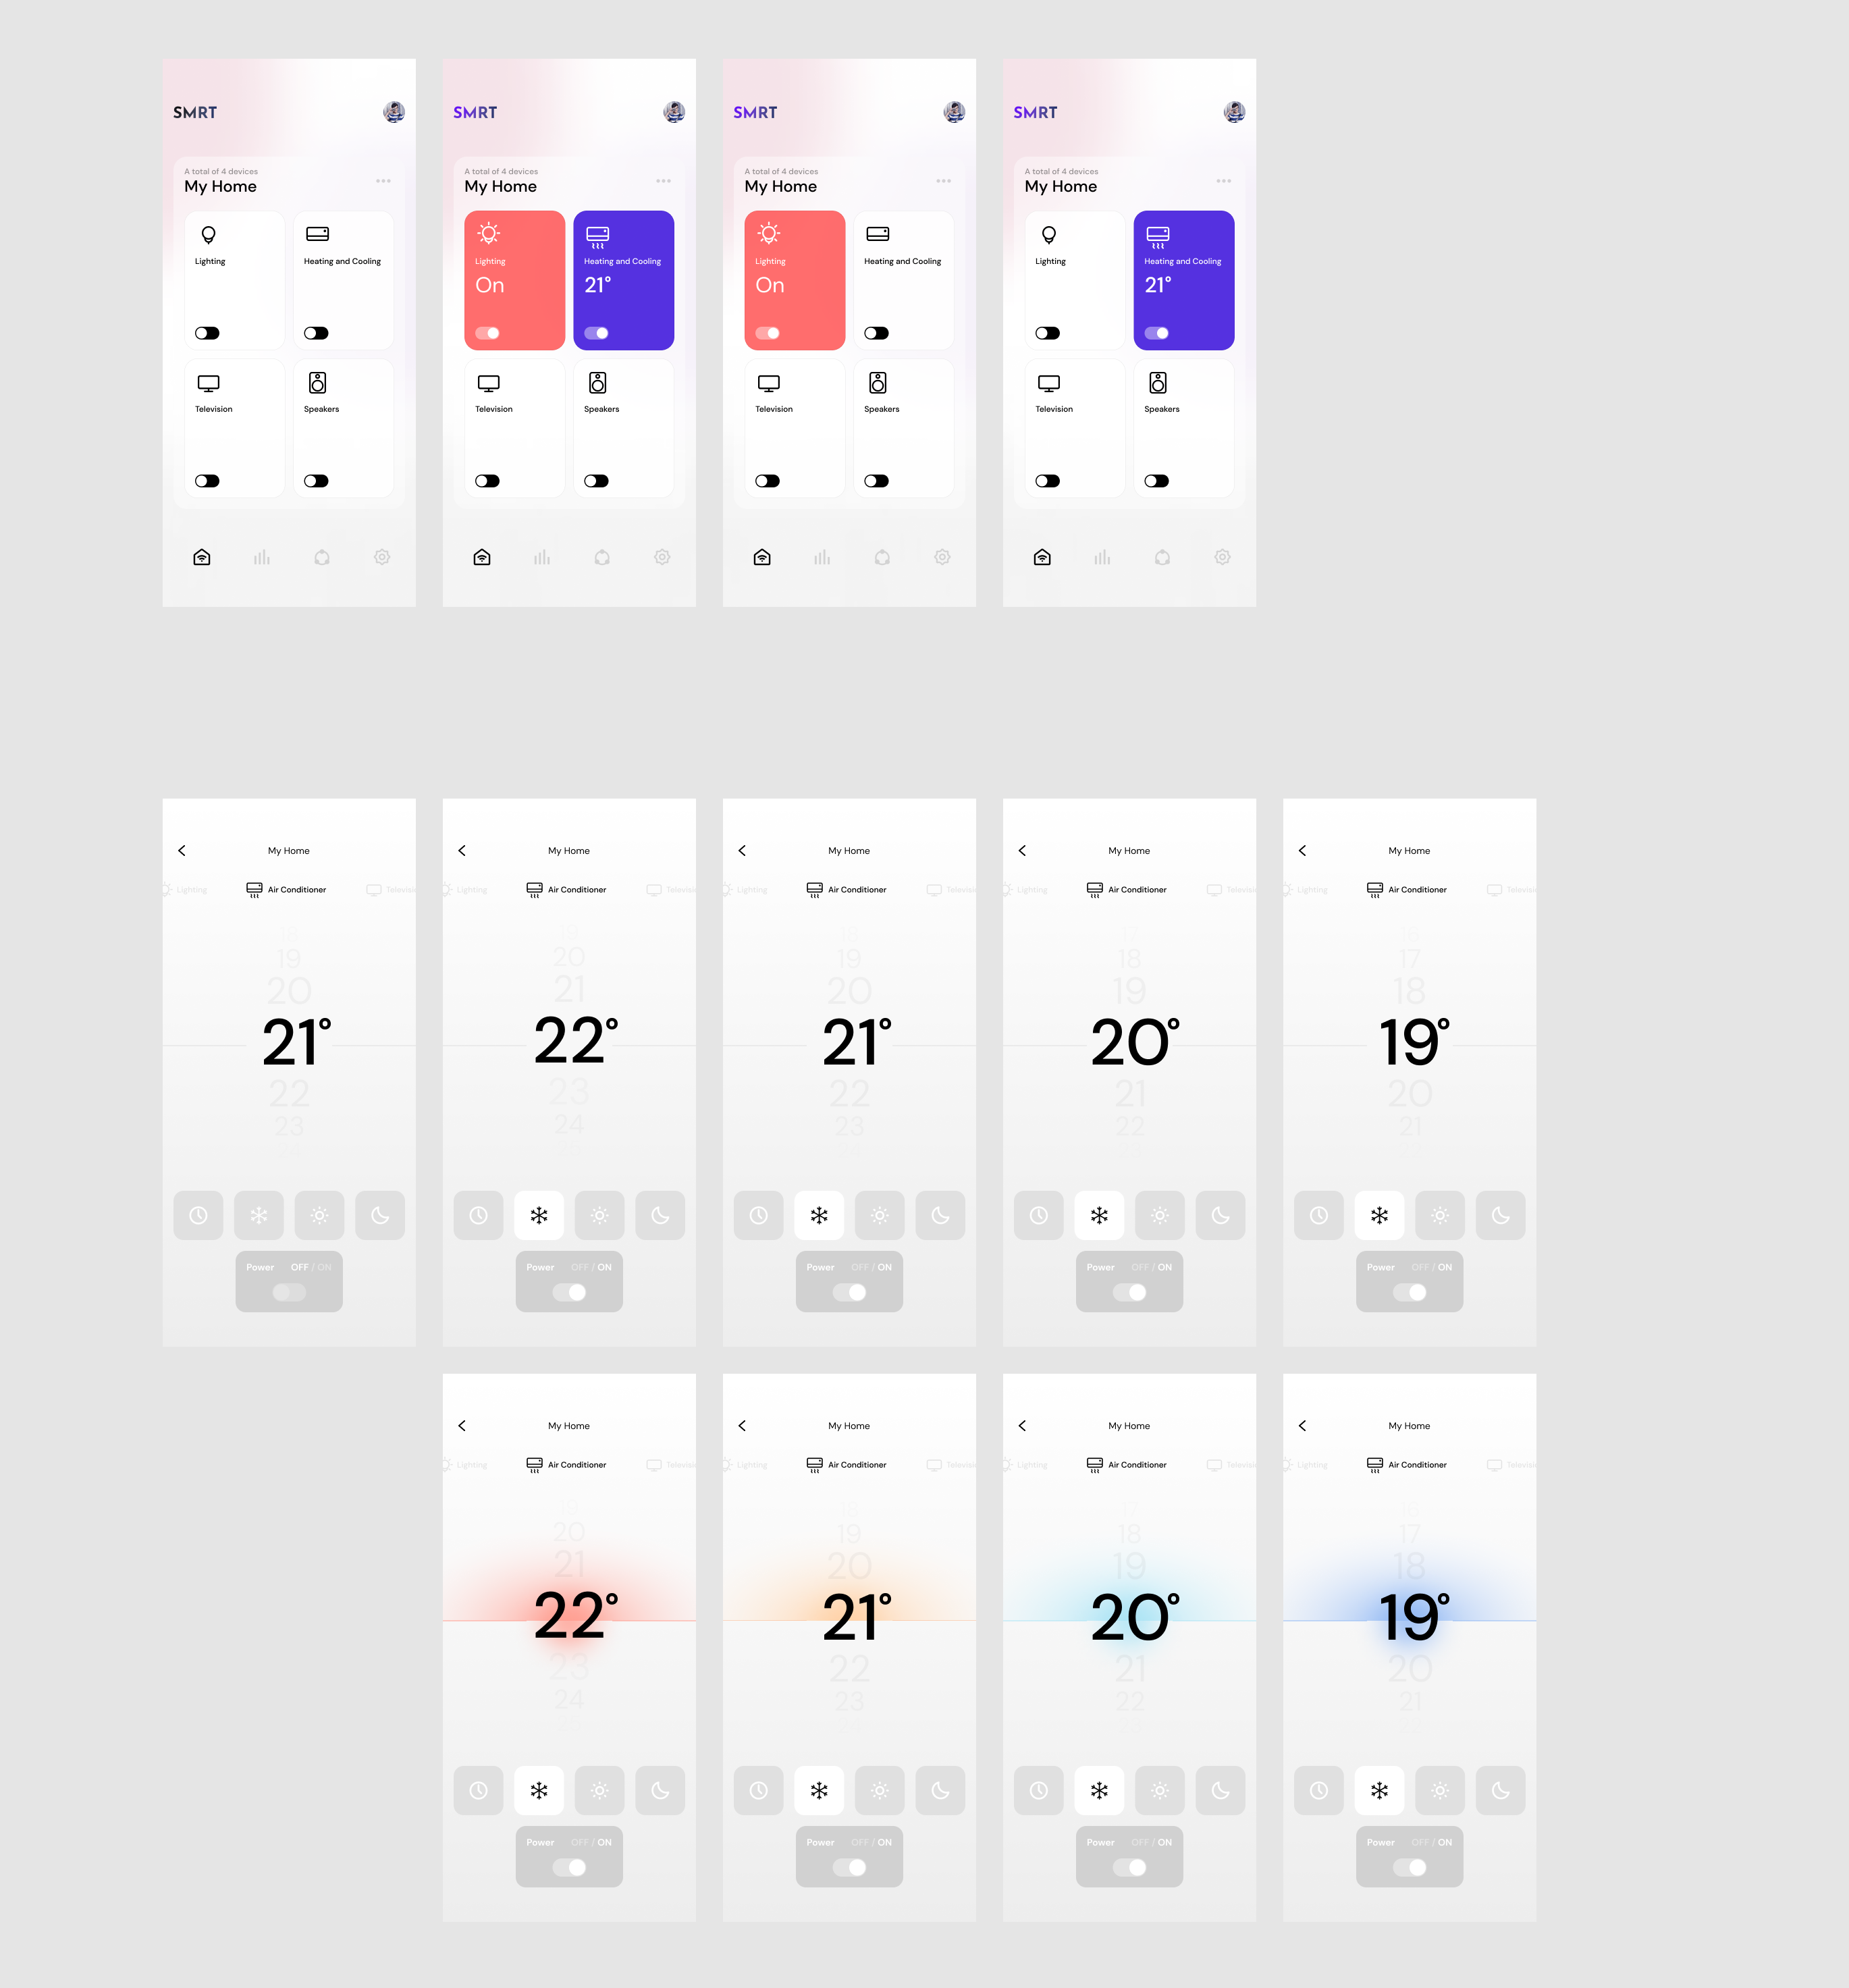 SMRT
A total of 4 devices
My Home
Lighting
Heating and Cooling
Television
Speakers
SMRT
A total of 4 devices
My Home
Lighting
On
Heating and Cooling
21°
Television
Speakers
SMRT
A total of 4 devices
My Home
Lighting
On
Heating and Cooling
Television
Speakers
SMRT
A total of 4 devices
My Home
Lighting
Heating and Cooling
21°
Television
Speakers
My Home
Lighting
Air Conditioner
19
20
21°
22
23
Power OFF / ON
My Home
Lighting
Air Conditioner
20
21
22°
23
24
Power OFF / ON
My Home
Lighting
Air Conditioner
19
20
21°
22
23
Power OFF / ON
My Home
Lighting
Air Conditioner
18
19
20°
21
22
Power OFF / ON
My Home
Lighting
Air Conditioner
17
18
19°
20
21
Power OFF / ON
My Home
Lighting
Air Conditioner
20
21
22°
23
24
Power OFF / ON
My Home
Lighting
Air Conditioner
19
20
21°
22
23
Power OFF / ON
My Home
Lighting
Air Conditioner
18
19
20°
21
22
Power OFF / ON
My Home
Lighting
Air Conditioner
17
18
19°
20
21
Power OFF / ON